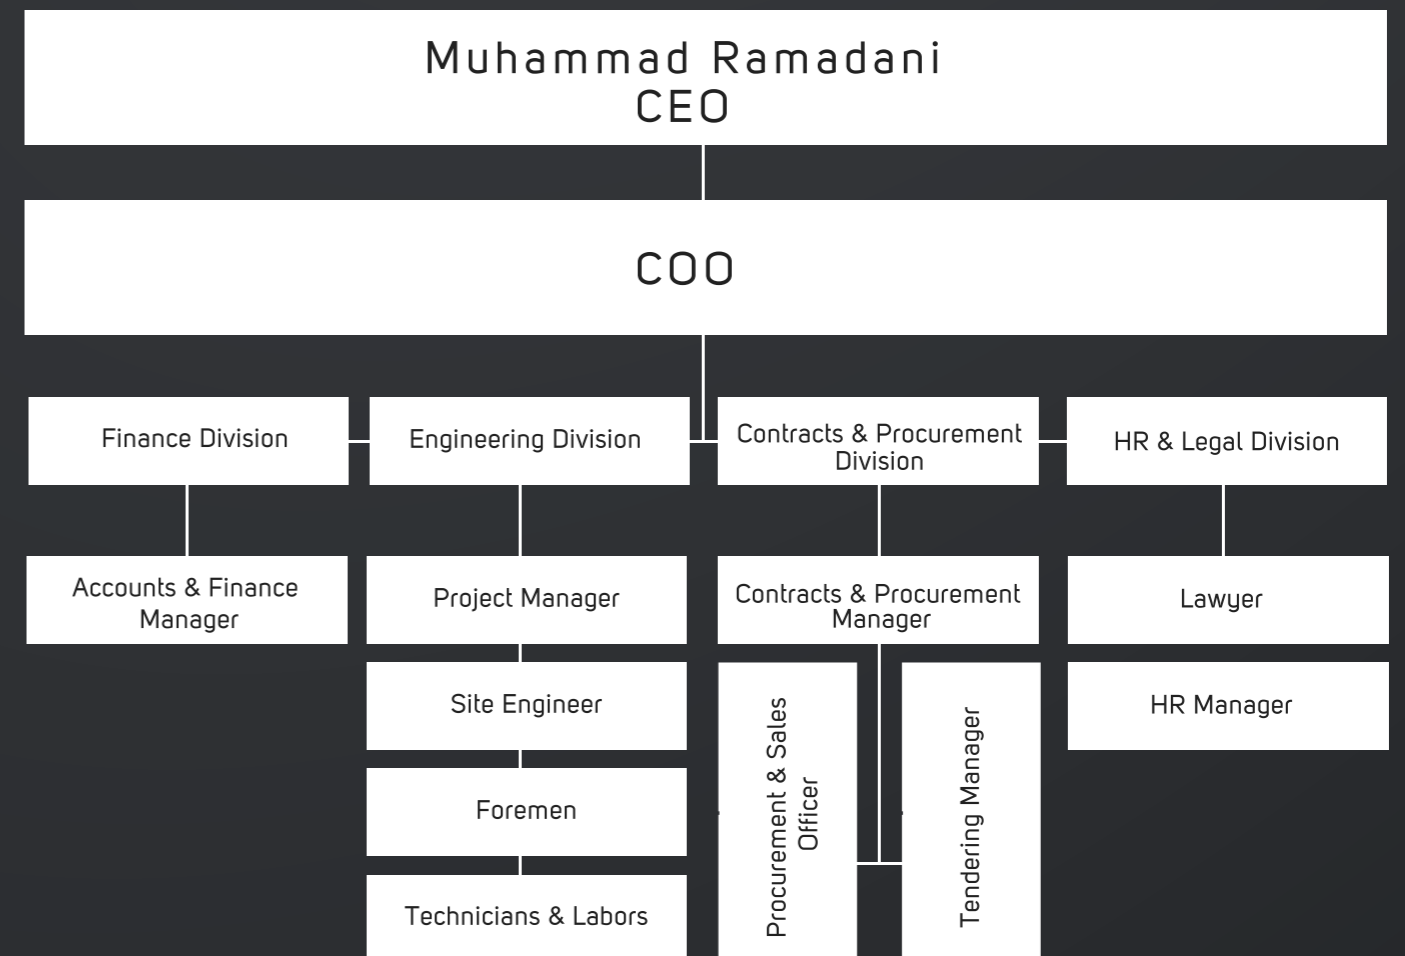 Muhammad Ramadani
CEO
COO
Finance Division
Engineering Division
Contracts & Procurement
Division
HR & Legal Division
Accounts & Finance
Manager
Project Manager
Contracts & Procurement
Manager
Lawyer
Site Engineer
Procurement & Sales
Officer
Tendering Manager
HR Manager
Foremen
Technicians & Labors